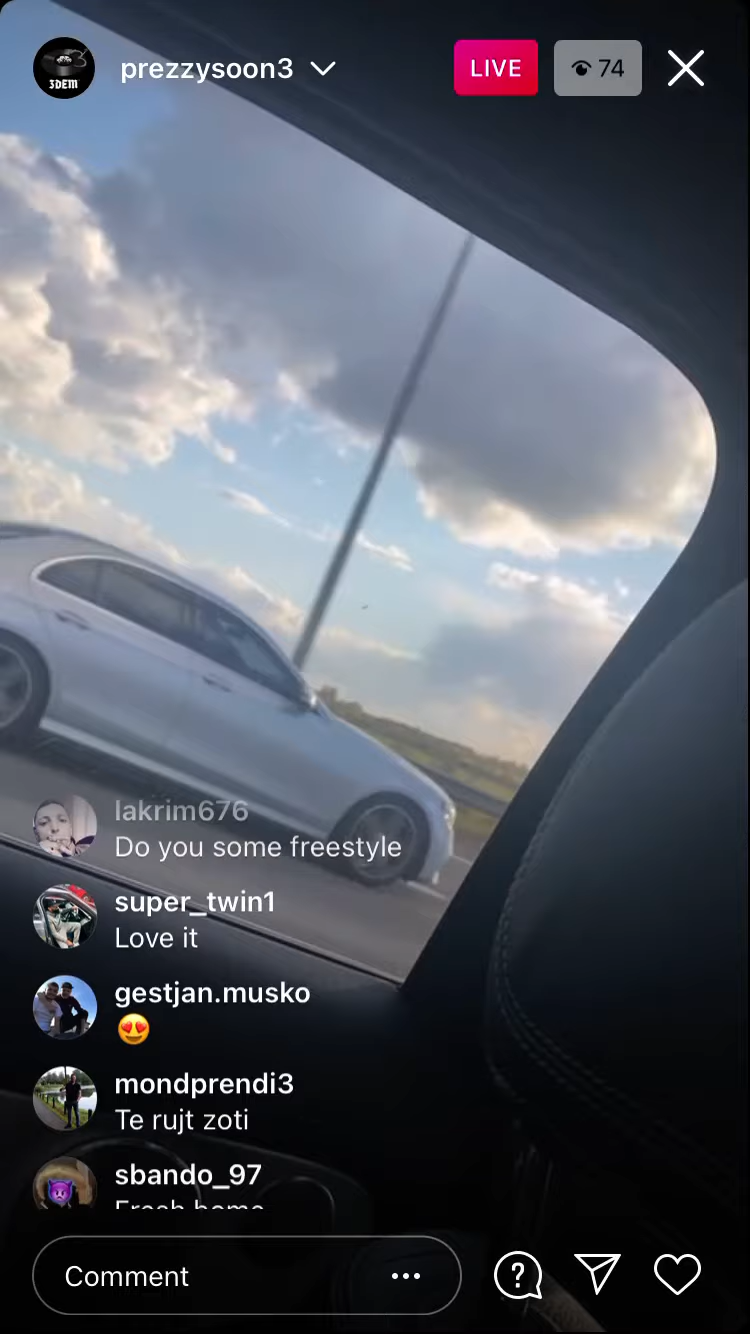 prezzysoon3
LIVE
74
3DEM
lakrim676
Do you some freestyle
super_twin1
Love it
gestjan.musko
😍
mondprendi3
Te rujt zoti
sbando_97
Comment